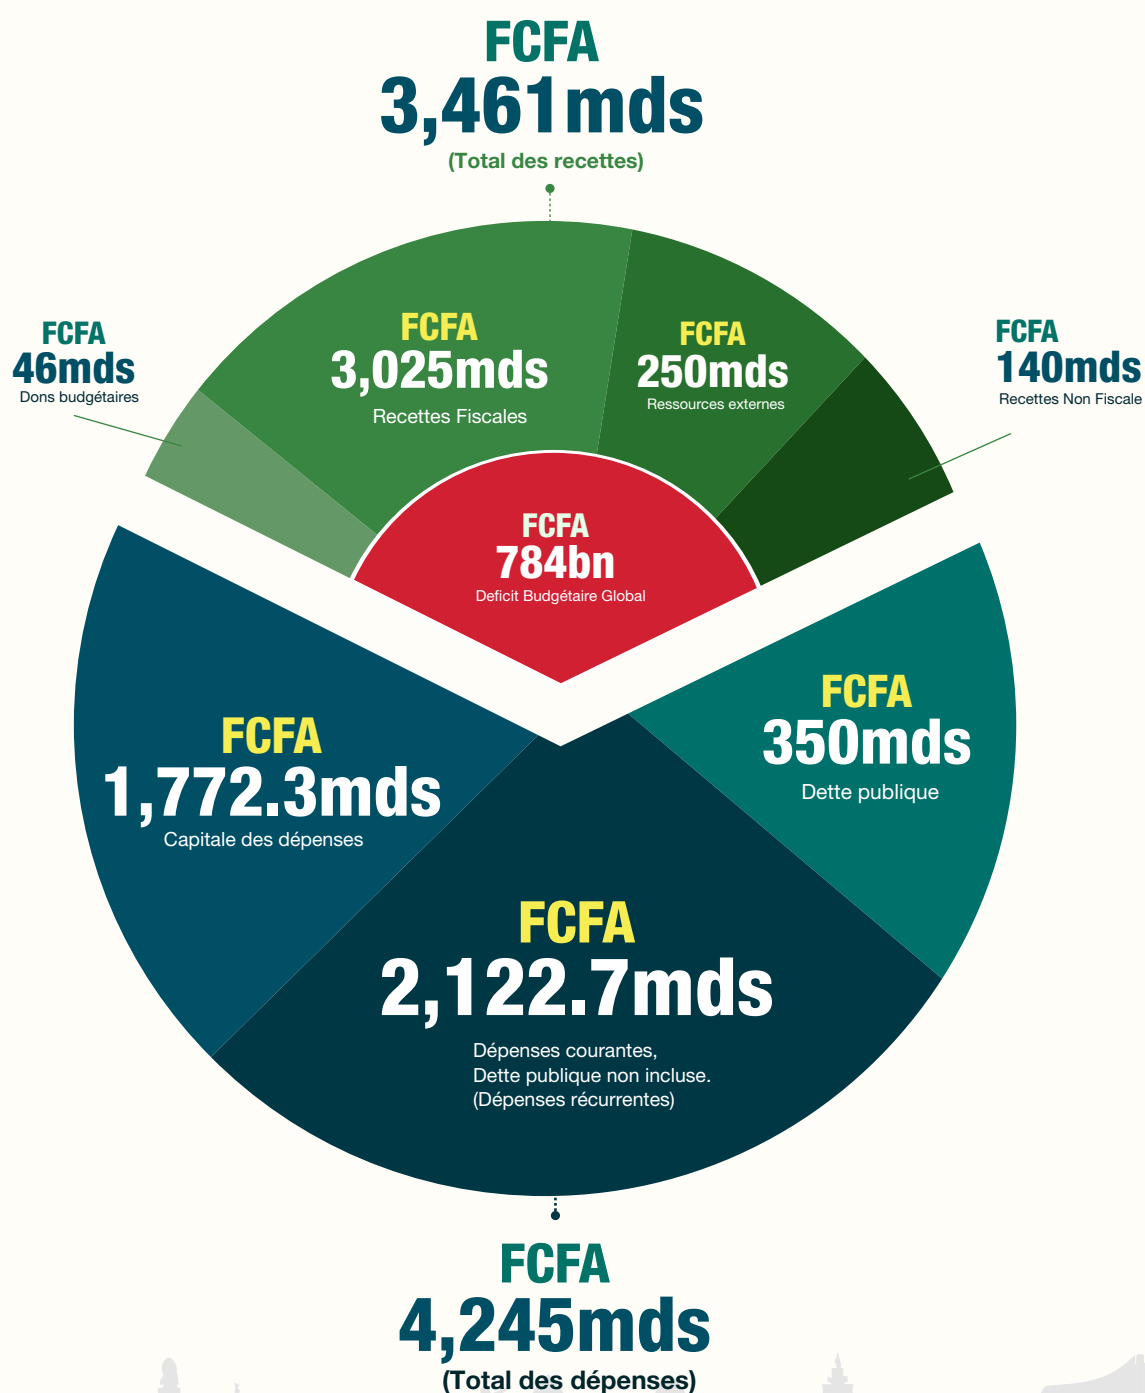 FCFA
3,461mds
(Total des recettes)
FCFA
46mds
Dons budgétaires
FCFA
3,025mds
Recettes Fiscales
FCFA
250mds
Ressources externes
FCFA
140mds
Recettes Non Fiscale
FCFA
784bn
Deficit Budgétaire Global
FCFA
1,772.3mds
Capitale des dépenses
FCFA
350mds
Dette publique
FCFA
2,122.7mds
Dépenses courantes,
Dette publique non incluse.
(Dépenses récurrentes)
FCFA
4,245mds
(Total des dépenses)